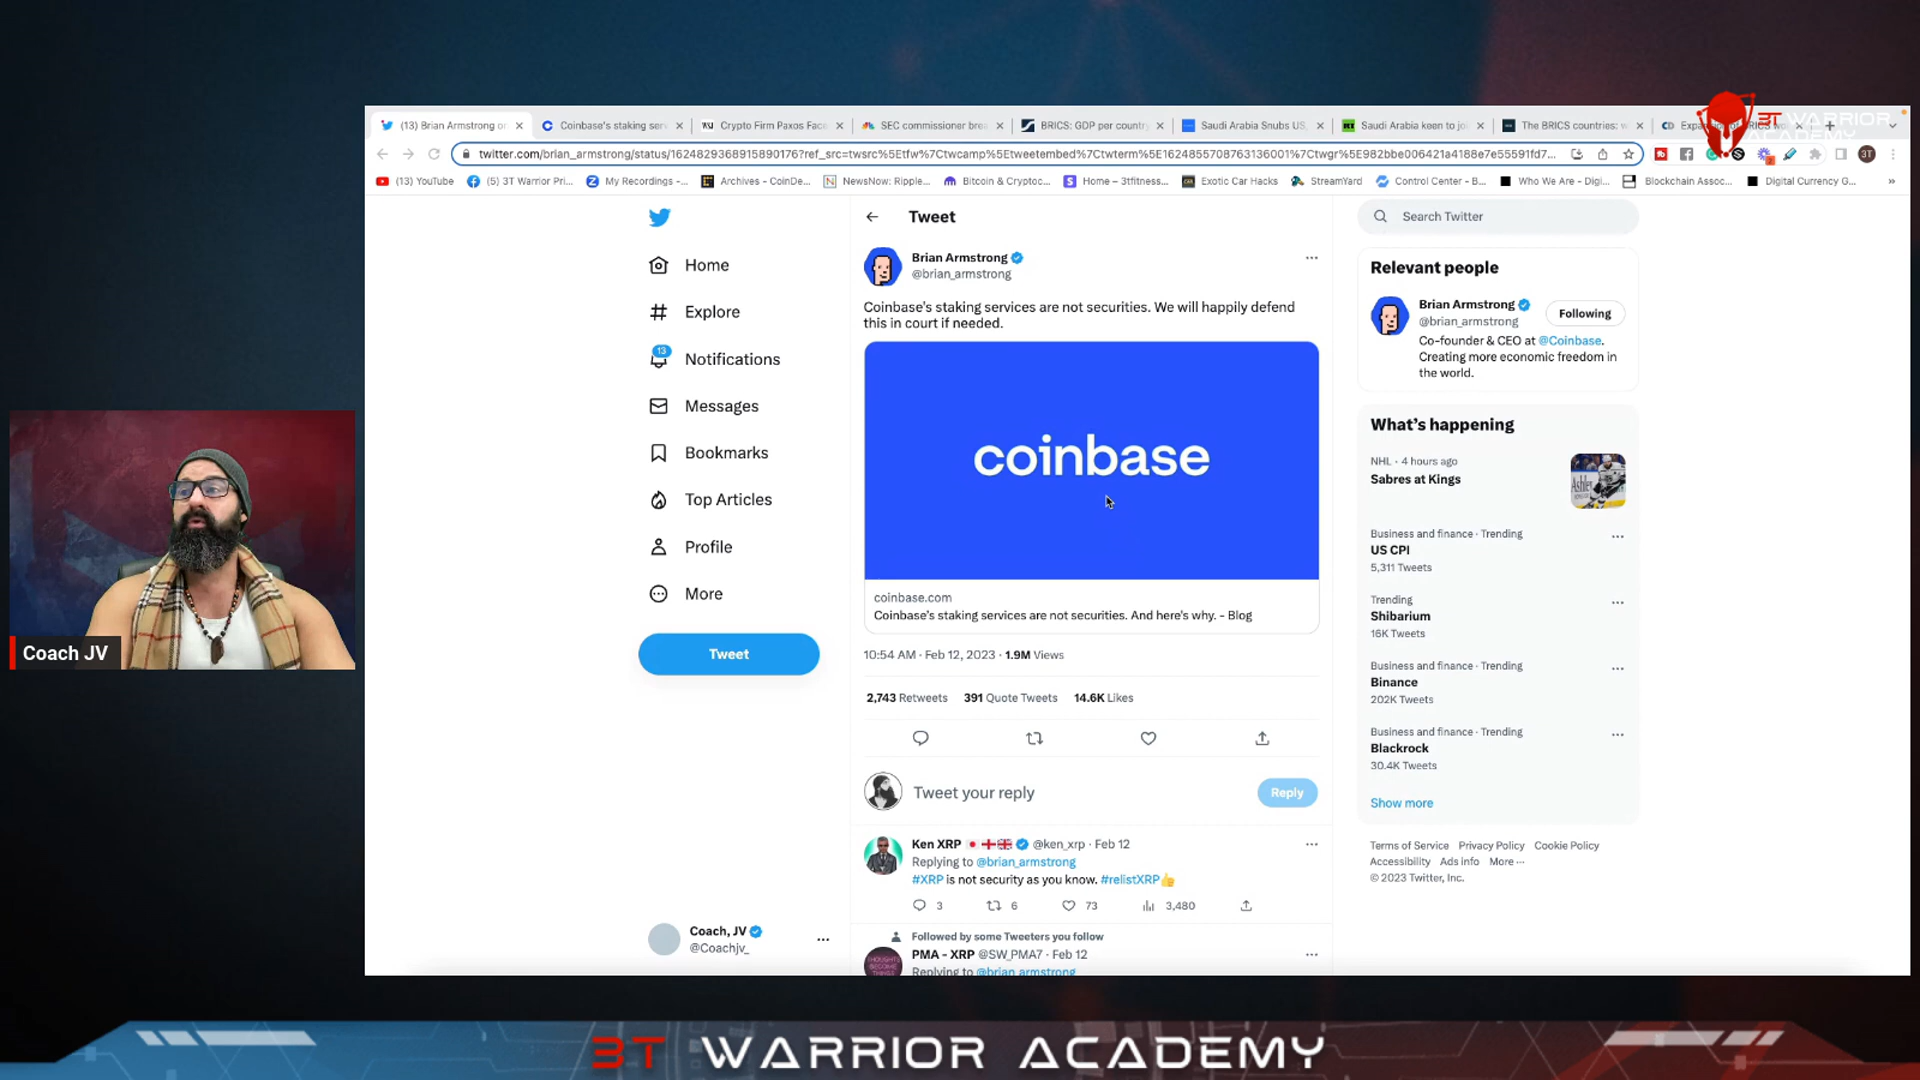 (13) Brian Armstrong on
Coinbase's staking serv
Crypto Firm Paxos Face
SEC commissioner brea
BRICS: GDP per country
Saudi Arabia Snubs US,
Saudi Arabia keen to joi
The BRICS countries: w
3T WARRIOR
ACADEMY
twitter.com/brian_armstrong/status/1624829368915890176?ref_src=twsrc%5Etfw%7Ctwcamp%5Etweetembed%7Ctwterm%5E1624855708763136001%7Ctwgr%5E982bbe006421a4188e7e55591fd7...
(13) YouTube
(5) 3T Warrior Pri...
My Recordings -...
Archives - CoinDe...
NewsNow: Ripple...
Bitcoin & Cryptoc...
Home – 3tfitness...
Exotic Car Hacks
StreamYard
Control Center - B...
Who We Are - Digi...
Blockchain Assoc...
Digital Currency G...
Home
Explore
13
Notifications
Messages
Bookmarks
Top Articles
Profile
More
Tweet
Coach, JV
@Coachjv_
Tweet
Brian Armstrong
@brian_armstrong
Coinbase's staking services are not securities. We will happily defend
this in court if needed.
coinbase
coinbase.com
Coinbase's staking services are not securities. And here's why. - Blog
10:54 AM · Feb 12, 2023 · 1.9M Views
2,743 Retweets 391 Quote Tweets 14.6K Likes
Tweet your reply
Reply
Ken XRP @ken_xrp · Feb 12
Replying to @brian_armstrong
#XRP is not security as you know. #relistXRP
3 6 73 3,480
Followed by some Tweeters you follow
PMA - XRP @SW_PMA7 · Feb 12
Replying to @brian_armstrong
Search Twitter
Relevant people
Brian Armstrong
@brian_armstrong
Following
Co-founder & CEO at @Coinbase.
Creating more economic freedom in
the world.
What's happening
NHL · 4 hours ago
Sabres at Kings
Business and finance · Trending
US CPI
5,311 Tweets
Trending
Shibarium
16K Tweets
Business and finance · Trending
Binance
202K Tweets
Business and finance · Trending
Blackrock
30.4K Tweets
Show more
Terms of Service Privacy Policy Cookie Policy
Accessibility Ads info More ···
© 2023 Twitter, Inc.
Coach JV
3T WARRIOR ACADEMY